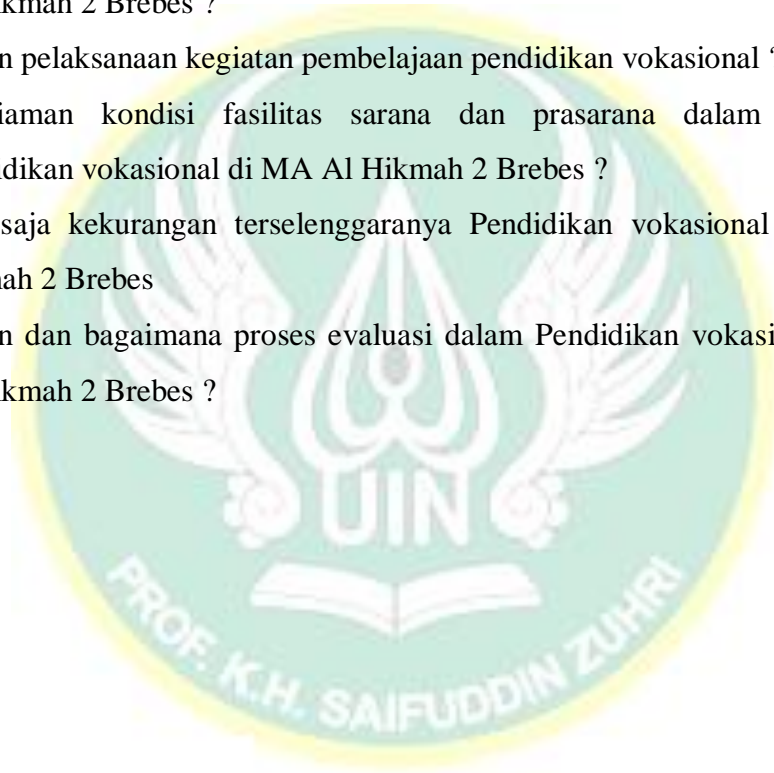 kmah 2 Brebes ?
n pelaksanaan kegiatan pembelajaan pendidikan vokasional
iaman kondisi fasilitas sarana dan prasarana dalam
idikan vokasional di MA Al Hikmah 2 Brebes ?
saja kekurangan terselenggaranya Pendidikan vokasional
ah 2 Brebes
n dan bagaimana proses evaluasi dalam Pendidikan vokasi
kmah 2 Brebes ?
UIN
PROF. K.H. SAIFUDDIN ZUHRI